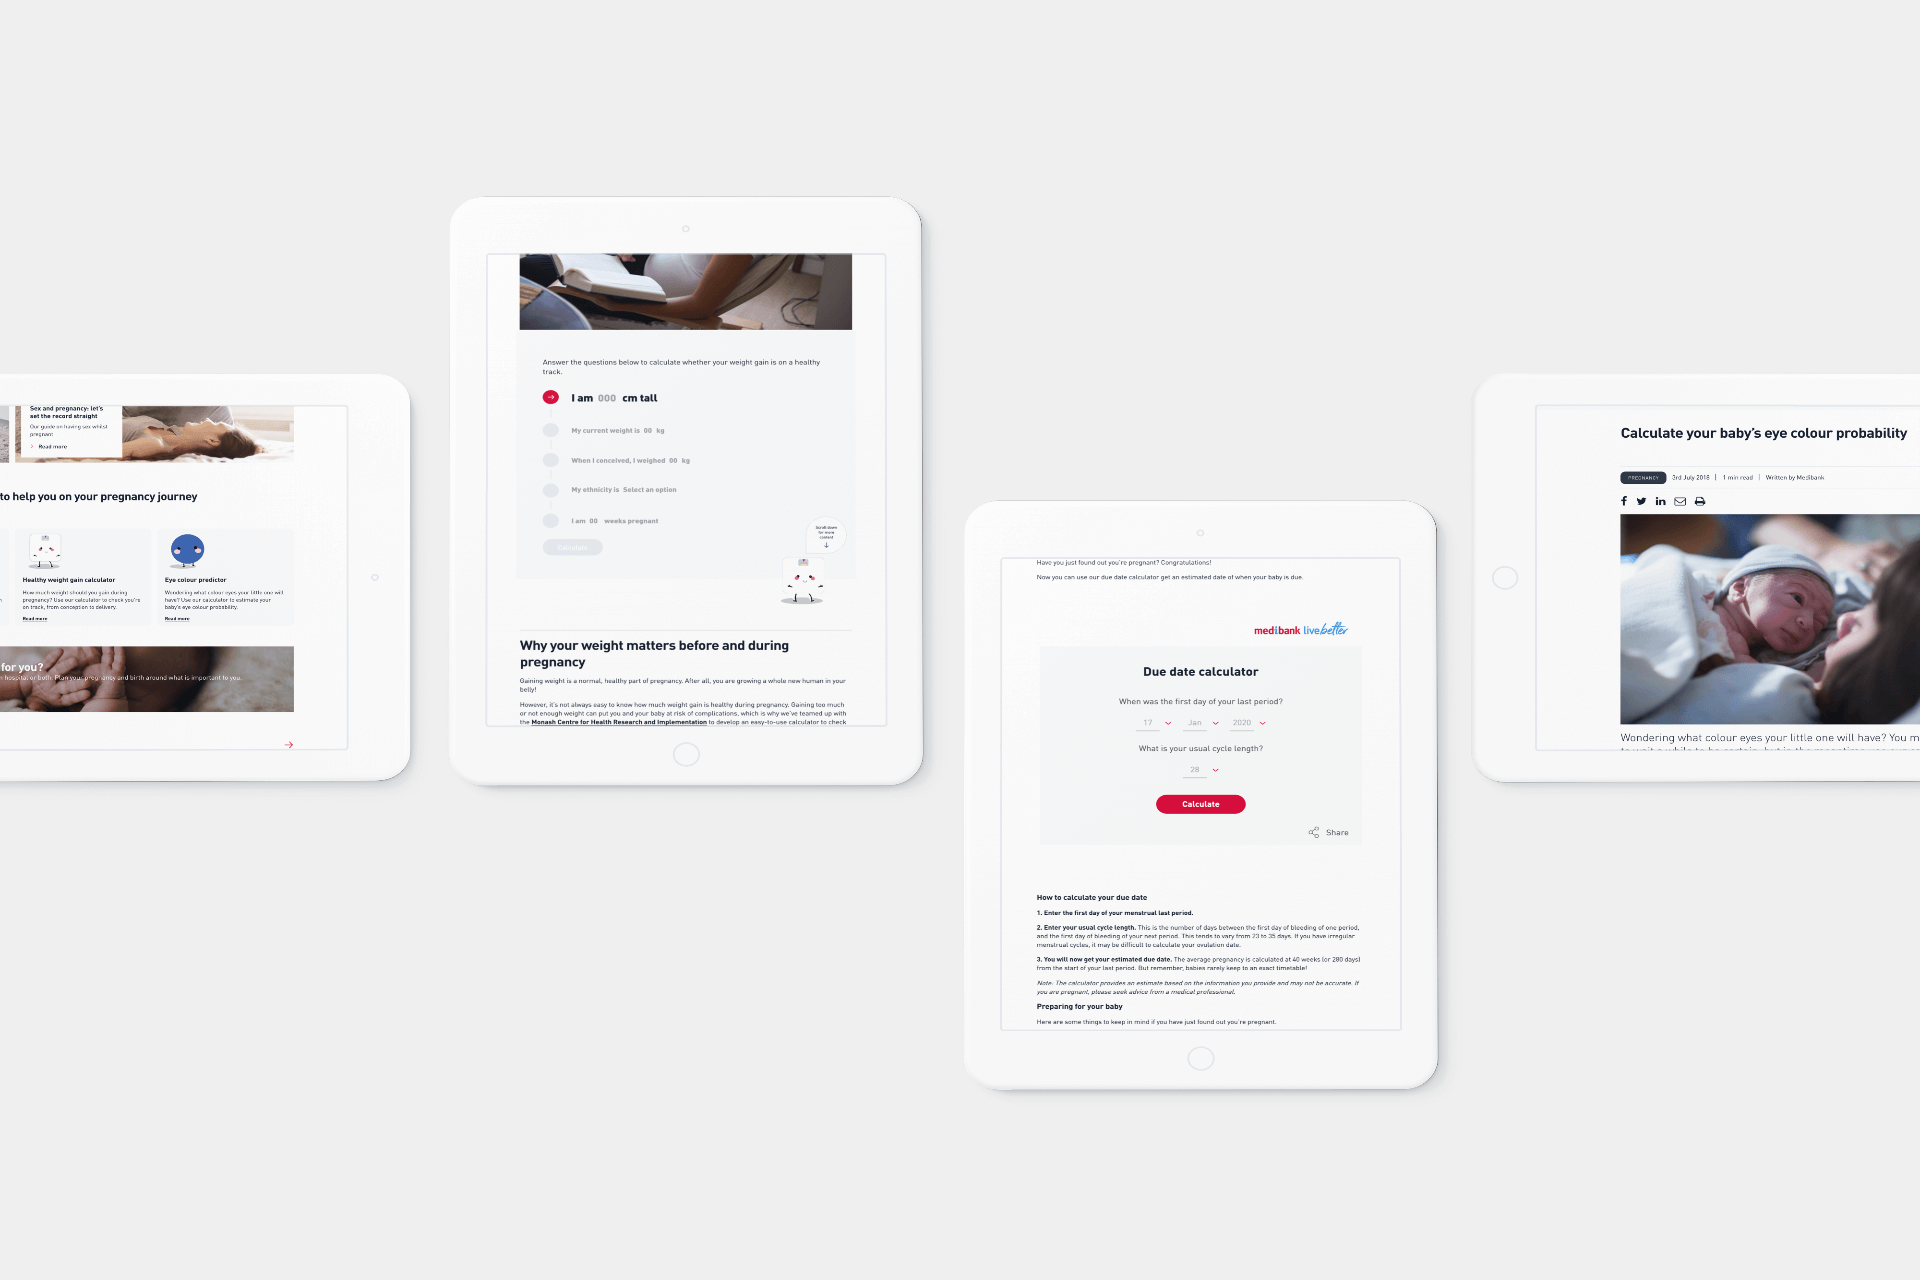 Sex and pregnancy: let's
set the record straight
Our guide on having sex whilst
pregnant
Read more
to help you on your pregnancy journey
Healthy weight gain calculator
How much weight should you gain during
pregnancy? Use our calculator to check you're
on track, from conception to delivery.
Read more
Eye colour predictor
Wondering what colour eyes your little one will
have? Use our calculator to estimate your
baby's eye colour probability.
Read more
for you?
hospital or both. Plan your pregnancy and birth around what is important to you.
Answer the questions below to calculate whether your weight gain is on a healthy
track.
I am 000 cm tall
My current weight is 00 kg
When I conceived, I weighed 00 kg
My ethnicity is Select an option
I am 00 weeks pregnant
Calculate
Scroll down
for more
content
Why your weight matters before and during
pregnancy
Gaining weight is a normal, healthy part of pregnancy. After all, you are growing a whole new human in your
belly!
However, it's not always easy to know how much weight gain is healthy during pregnancy. Gaining too much
or not enough weight can put you and your baby at risk of complications, which is why we've teamed up with
the Monash Centre for Health Research and Implementation to develop an easy-to-use calculator to check
Have you just found out you're pregnant? Congratulations!
Now you can use our due date calculator get an estimated date of when your baby is due.
medibank livebetter
Due date calculator
When was the first day of your last period?
17 Jan 2020
What is your usual cycle length?
28
Calculate
Share
How to calculate your due date
1. Enter the first day of your menstrual last period.
2. Enter your usual cycle length. This is the number of days between the first day of bleeding of one period,
and the first day of bleeding of your next period. This tends to vary from 23 to 35 days. If you have irregular
menstrual cycles, it may be difficult to calculate your ovulation date.
3. You will now get your estimated due date. The average pregnancy is calculated at 40 weeks (or 280 days)
from the start of your last period. But remember, babies rarely keep to an exact timetable!
Note: The calculator provides an estimate based on the information you provide and may not be accurate. If
you are pregnant, please seek advice from a medical professional.
Preparing for your baby
Here are some things to keep in mind if you have just found out you're pregnant.
Calculate your baby's eye colour probability
PREGNANCY 3rd July 2018 | 1 min read | Written by Medibank
Wondering what colour eyes your little one will have? You m